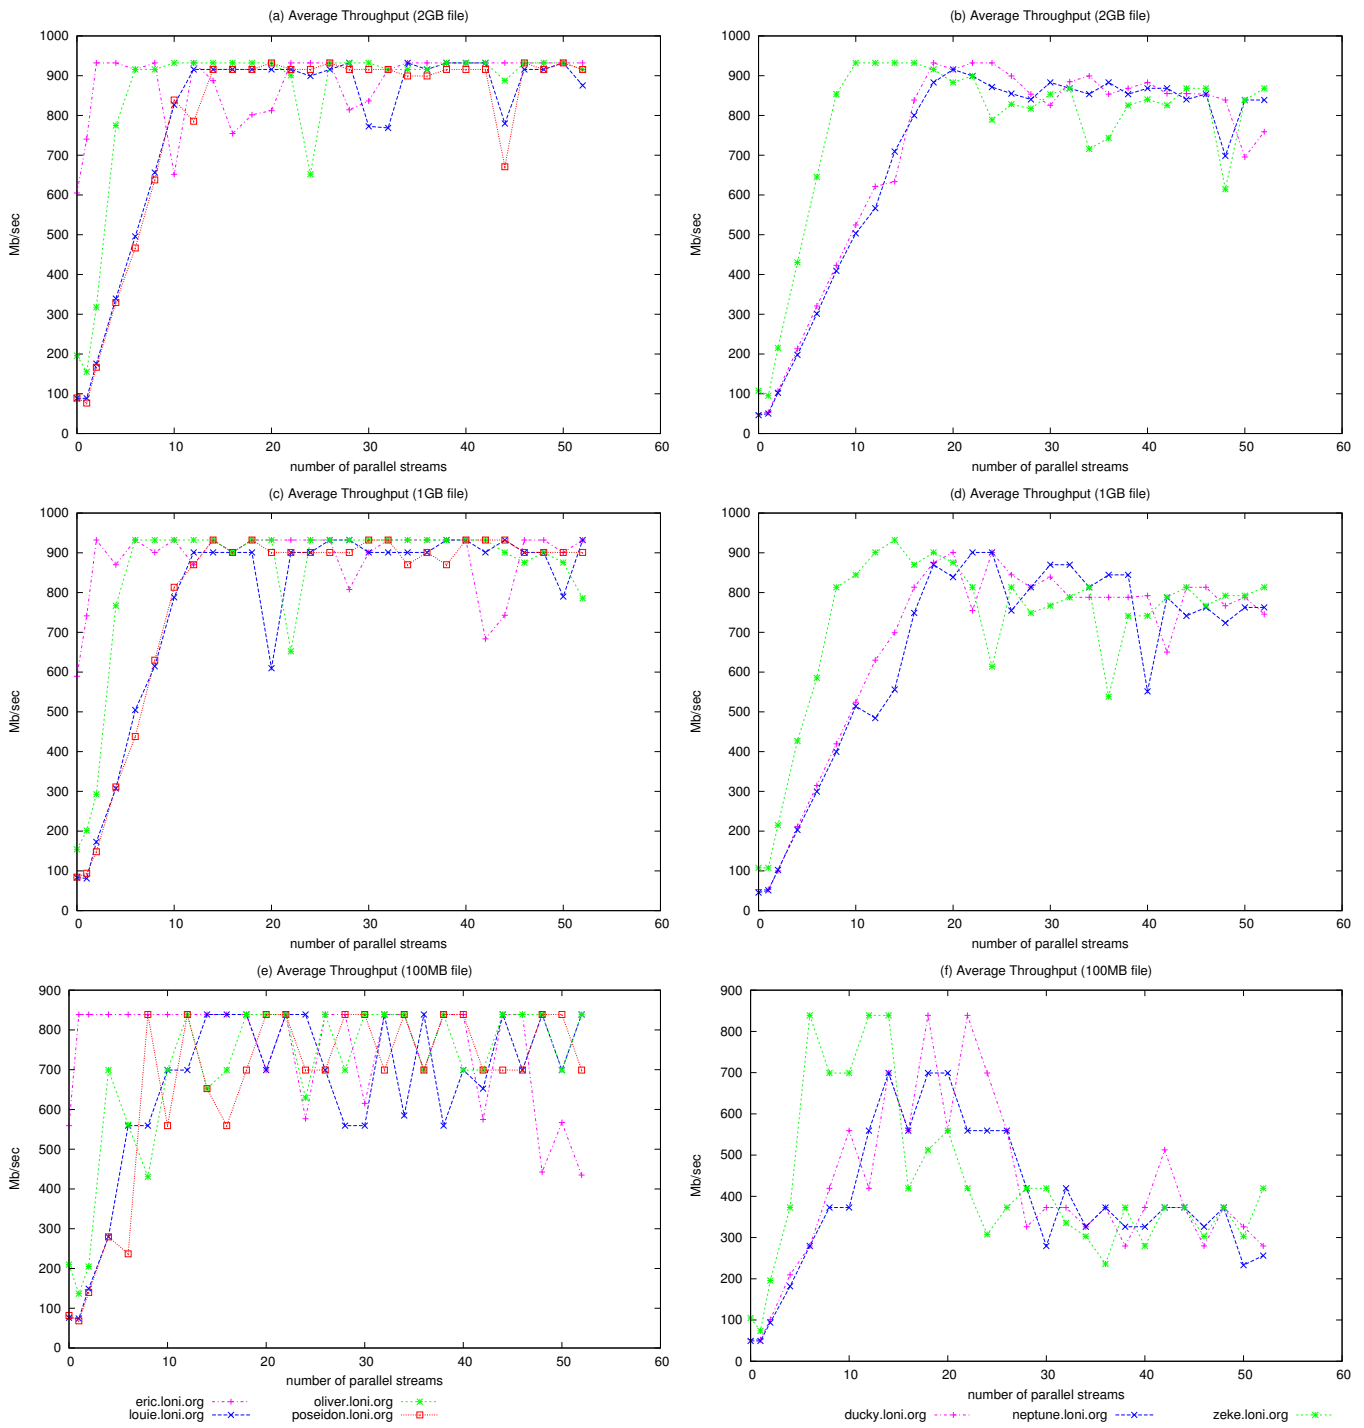 (a) Average Throughput (2GB file)
1000
900
800
700
600
500
400
300
200
100
0
Mb/sec
0 10 20 30 40 50 60
number of parallel streams
(b) Average Throughput (2GB file)
1000
900
800
700
600
500
400
300
200
100
0
Mb/sec
0 10 20 30 40 50 60
number of parallel streams
(c) Average Throughput (1GB file)
1000
900
800
700
600
500
400
300
200
100
0
Mb/sec
0 10 20 30 40 50 60
number of parallel streams
(d) Average Throughput (1GB file)
1000
900
800
700
600
500
400
300
200
100
0
Mb/sec
0 10 20 30 40 50 60
number of parallel streams
(e) Average Throughput (100MB file)
900
800
700
600
500
400
300
200
100
0
Mb/sec
0 10 20 30 40 50 60
number of parallel streams
eric.loni.org
louie.loni.org
oliver.loni.org
poseidon.loni.org
(f) Average Throughput (100MB file)
900
800
700
600
500
400
300
200
100
0
Mb/sec
0 10 20 30 40 50 60
number of parallel streams
ducky.loni.org
neptune.loni.org
zeke.loni.org